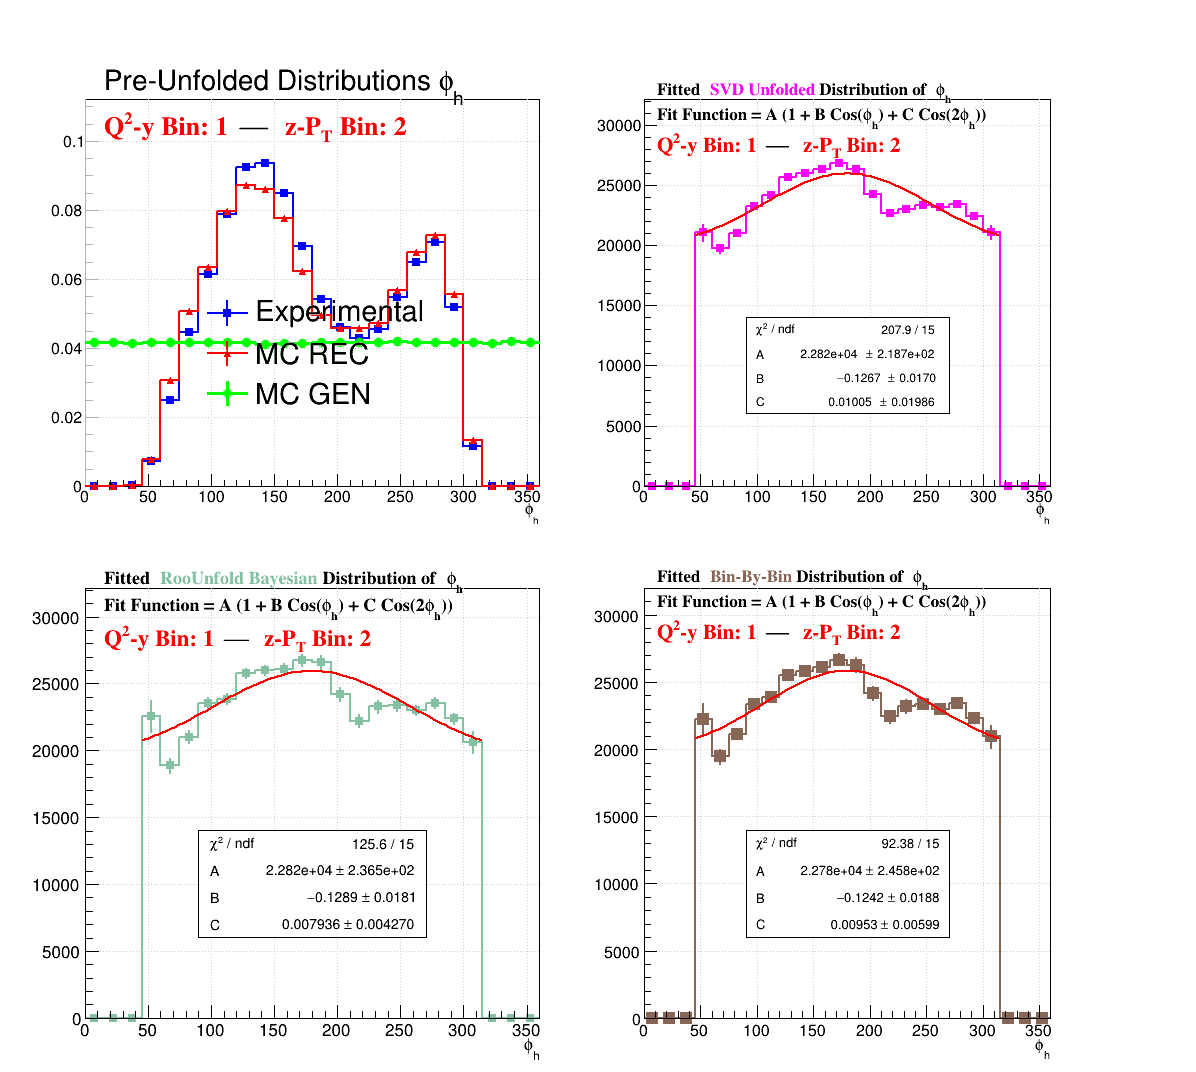 Pre-Unfolded Distributions ϕh
Q2-y Bin: 1 — z-PT Bin: 2
0.1
0.08
0.06
0.04
0.02
0
Experimental
MC REC
MC GEN
0 50 100 150 200 250 300 350
ϕh
Fitted SVD Unfolded Distribution of ϕh
Fit Function = A (1 + B Cos(ϕh) + C Cos(2ϕh))
Q2-y Bin: 1 — z-PT Bin: 2
30000
25000
20000
15000
10000
5000
0
χ2 / ndf 207.9 / 15
A 2.282e+04 ± 2.187e+02
B −0.1267 ± 0.0170
C 0.01005 ± 0.01986
0 50 100 150 200 250 300 350
ϕh
Fitted RooUnfold Bayesian Distribution of ϕh
Fit Function = A (1 + B Cos(ϕh) + C Cos(2ϕh))
Q2-y Bin: 1 — z-PT Bin: 2
30000
25000
20000
15000
10000
5000
0
χ2 / ndf 125.6 / 15
A 2.282e+04 ± 2.365e+02
B −0.1289 ± 0.0181
C 0.007936 ± 0.004270
0 50 100 150 200 250 300 350
ϕh
Fitted Bin-By-Bin Distribution of ϕh
Fit Function = A (1 + B Cos(ϕh) + C Cos(2ϕh))
Q2-y Bin: 1 — z-PT Bin: 2
30000
25000
20000
15000
10000
5000
0
χ2 / ndf 92.38 / 15
A 2.278e+04 ± 2.458e+02
B −0.1242 ± 0.0188
C 0.00953 ± 0.00599
0 50 100 150 200 250 300 350
ϕh